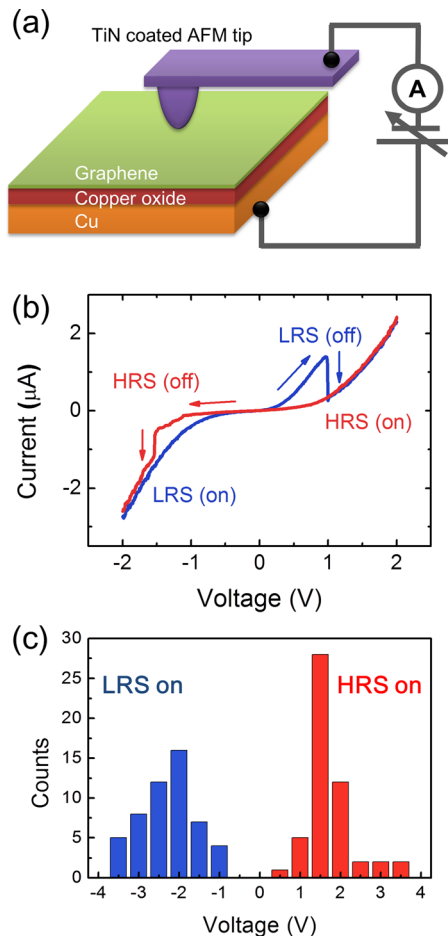 (a)
TiN coated AFM tip
A
Graphene
Copper oxide
Cu
(b)
2
0
-2
Current (μA)
LRS (off)
HRS (off)
HRS (on)
LRS (on)
-2 -1 0 1 2
Voltage (V)
(c)
30
25
20
15
10
5
0
Counts
LRS on
HRS on
-4 -3 -2 -1 0 1 2 3 4
Voltage (V)